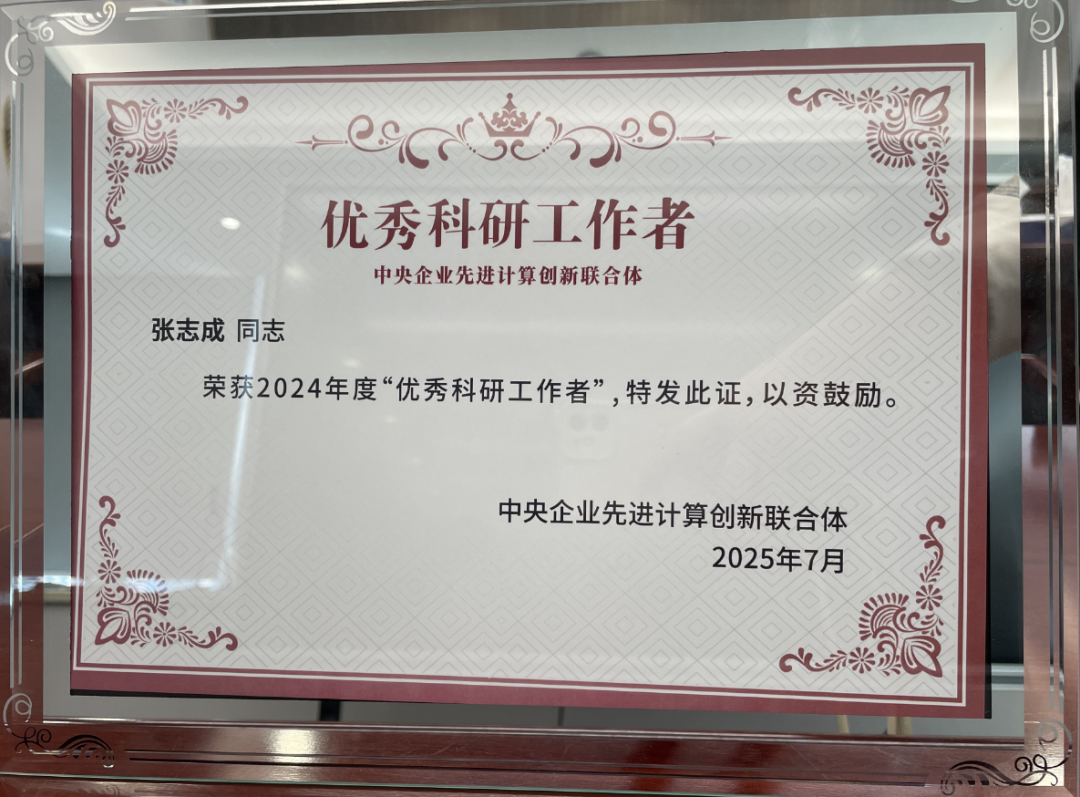 优秀科研工作者
中央企业先进计算创新联合体
张志成 同志
荣获2024年度“优秀科研工作者”,特发此证,以资鼓励。
中央企业先进计算创新联合体
2025年7月